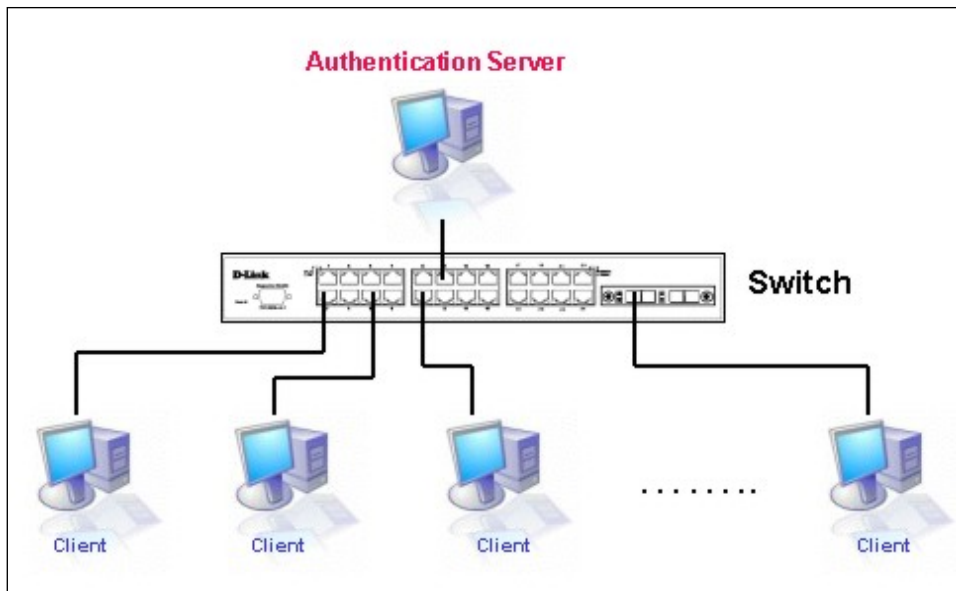 Authentication Server
D-Link
Switch
. . . . . . . .
Client
Client
Client
Client